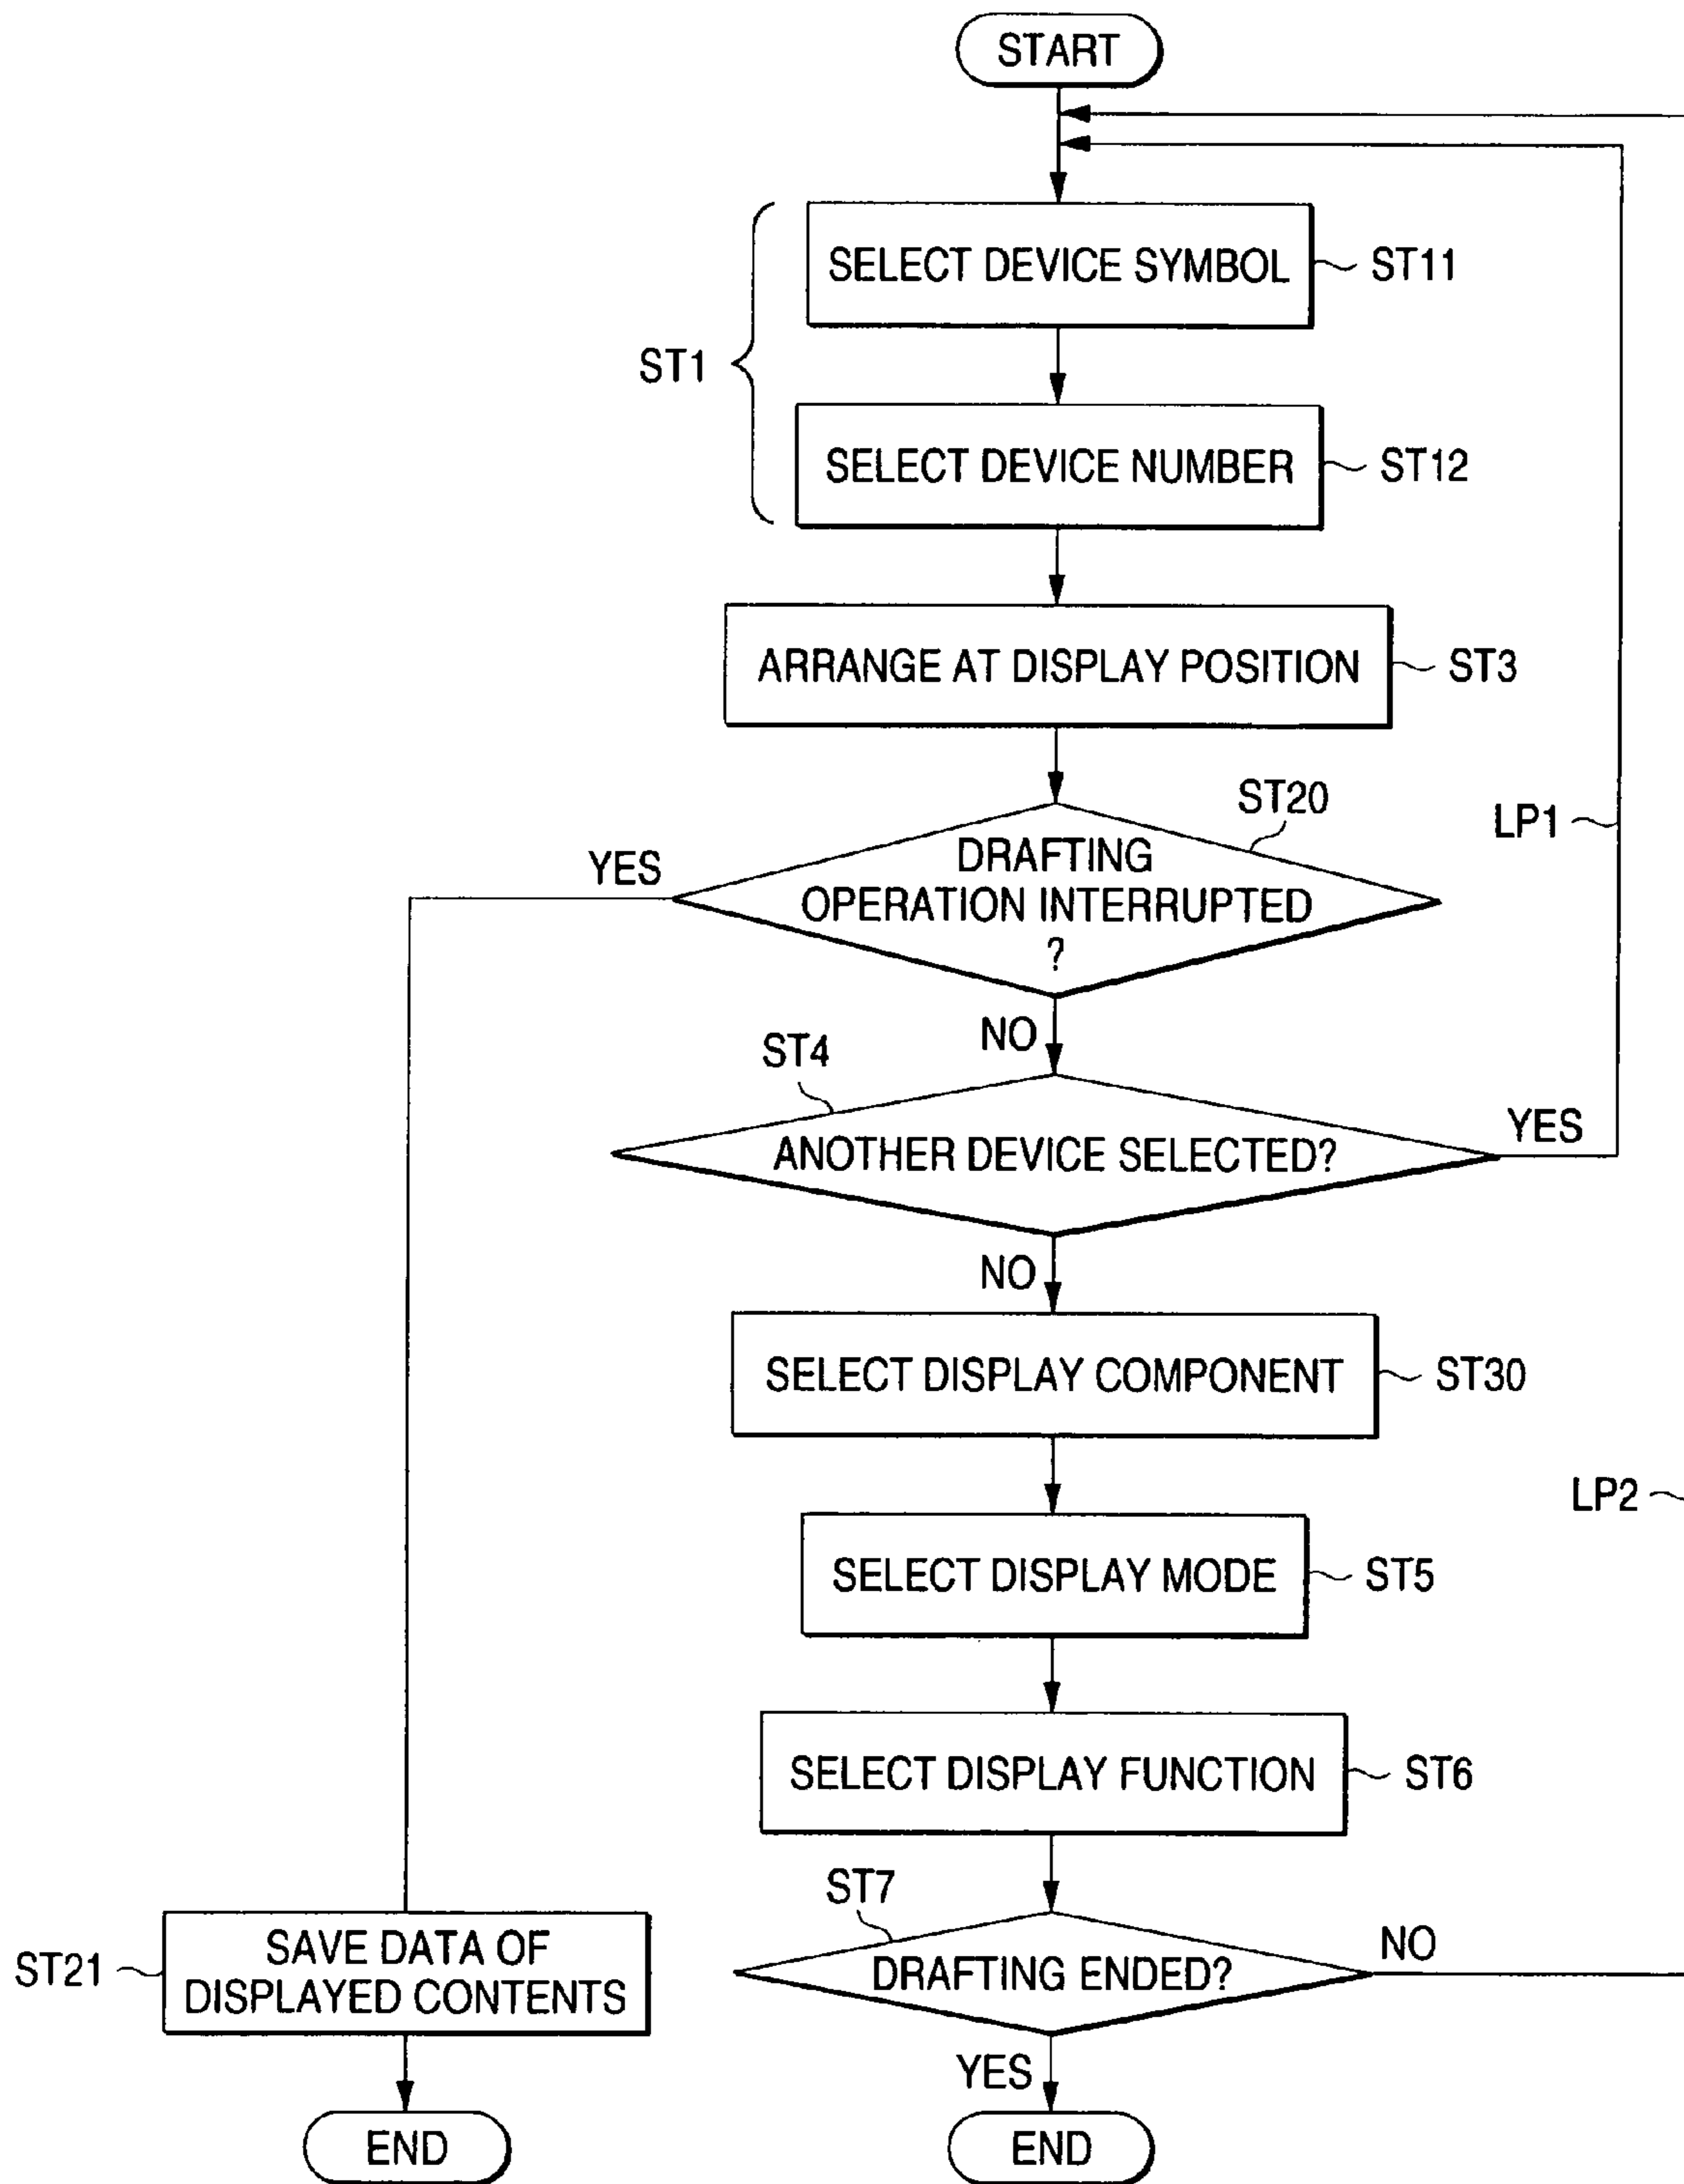 START
SELECT DEVICE SYMBOL
ST11
ST1
SELECT DEVICE NUMBER
ST12
ARRANGE AT DISPLAY POSITION
ST3
ST20
YES
DRAFTING
OPERATION INTERRUPTED
?
LP1
NO
ST4
ANOTHER DEVICE SELECTED?
YES
NO
SELECT DISPLAY COMPONENT
ST30
LP2
SELECT DISPLAY MODE
ST5
SELECT DISPLAY FUNCTION
ST6
ST7
DRAFTING ENDED?
NO
ST21
SAVE DATA OF
DISPLAYED CONTENTS
YES
END
END